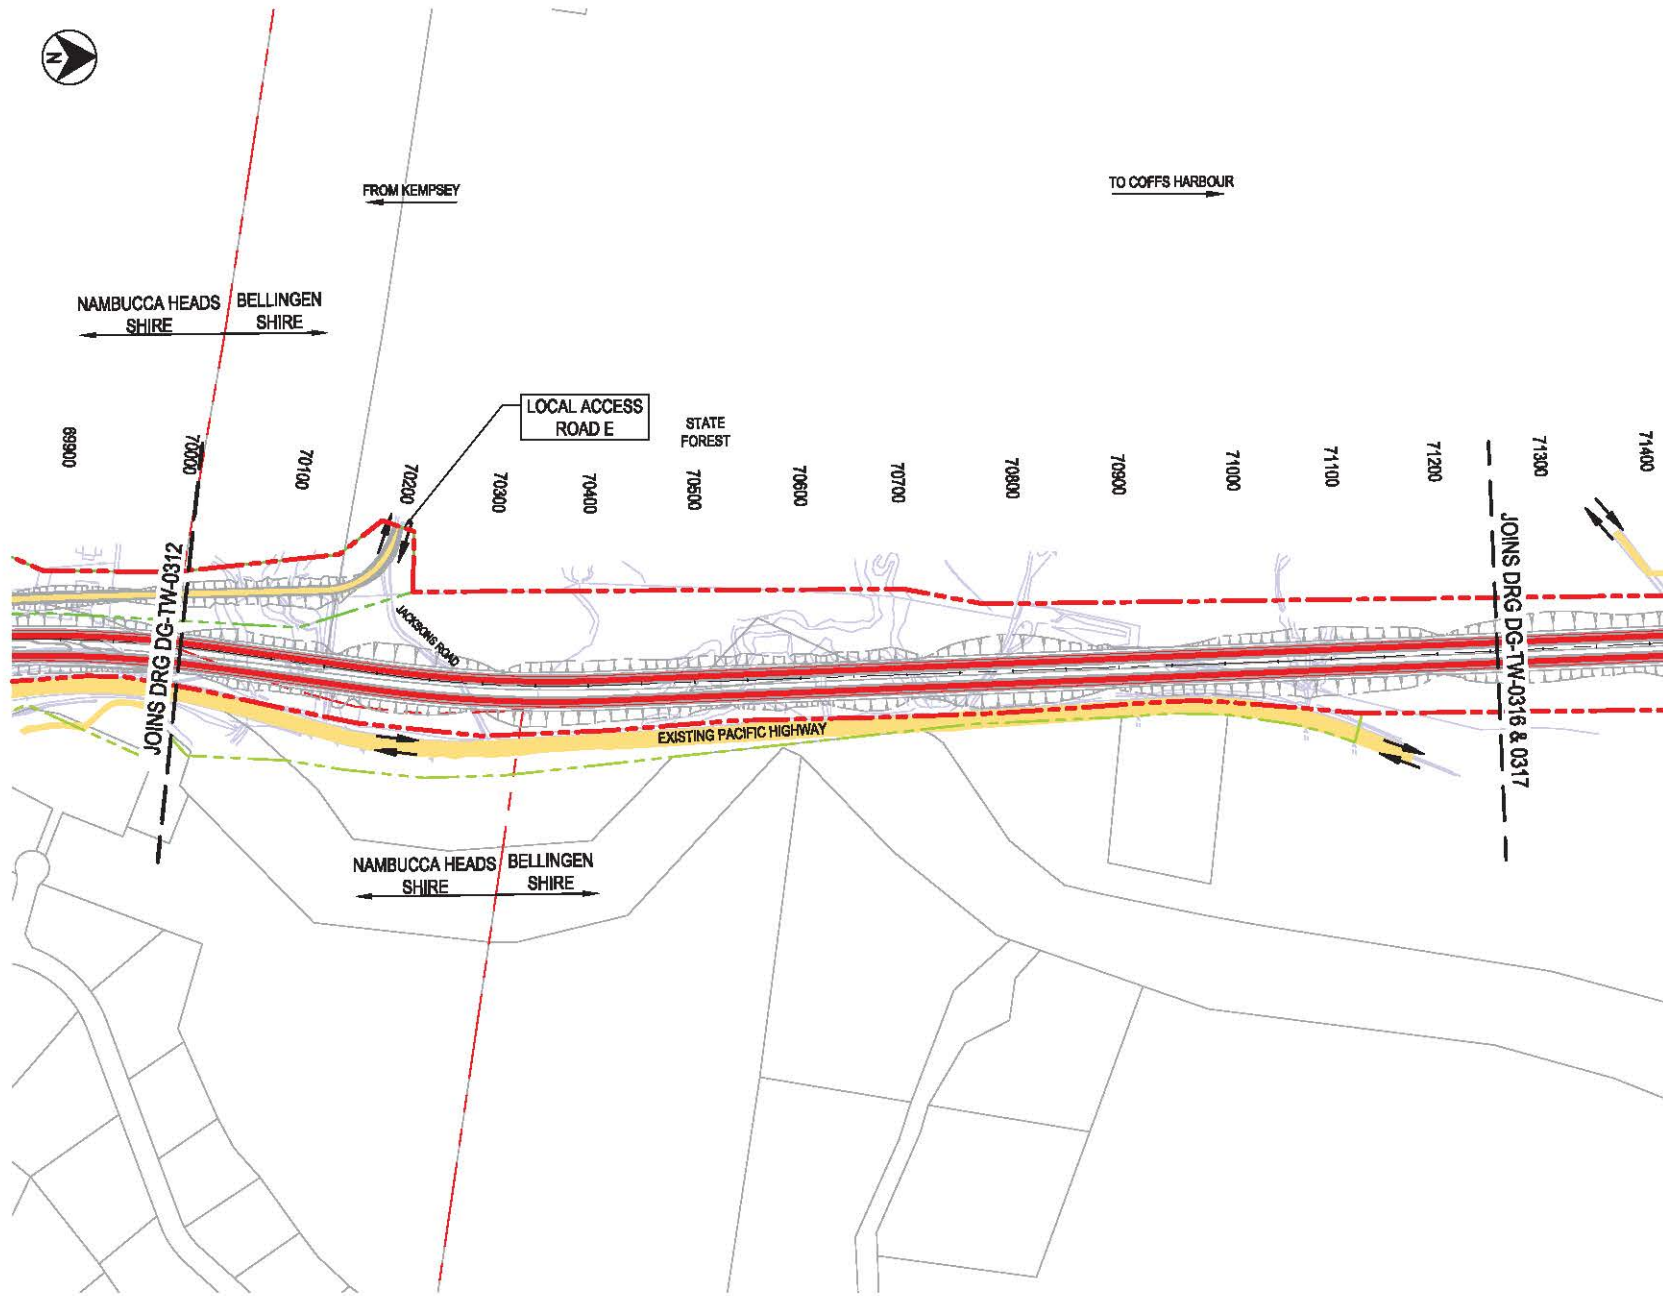 N
FROM KEMPSEY
TO COFFS HARBOUR
NAMBUCCA HEADS
SHIRE
BELLINGEN
SHIRE
LOCAL ACCESS
ROAD E
STATE
FOREST
69900
70000
70100
70200
70300
70400
70500
70600
70700
70800
70900
71000
71100
71200
71300
71400
JOINS DRG DG-TW-0312
JACKSONS ROAD
JOINS DRG DG-TW-0316 & 0317
EXISTING PACIFIC HIGHWAY
NAMBUCCA HEADS
SHIRE
BELLINGEN
SHIRE